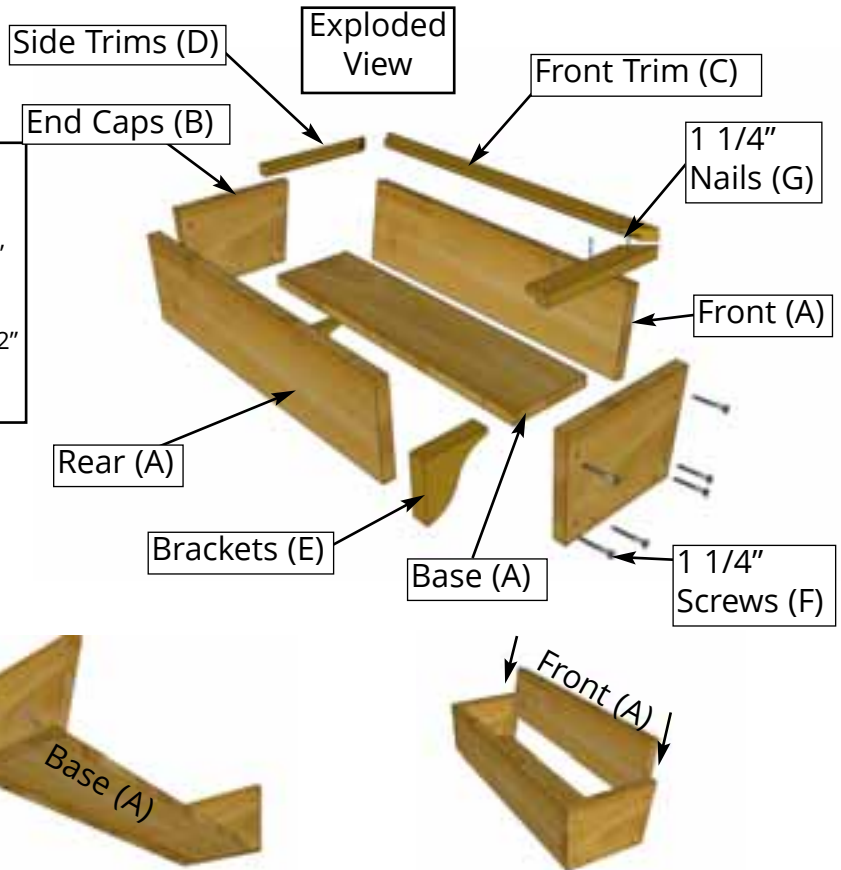 Exploded
View
Side Trims (D)
Front Trim (C)
End Caps (B)
1 1/4”
Nails (G)
Front (A)
Rear (A)
Brackets (E)
Base (A)
1 1/4”
Screws (F)
Base (A)
Front (A)